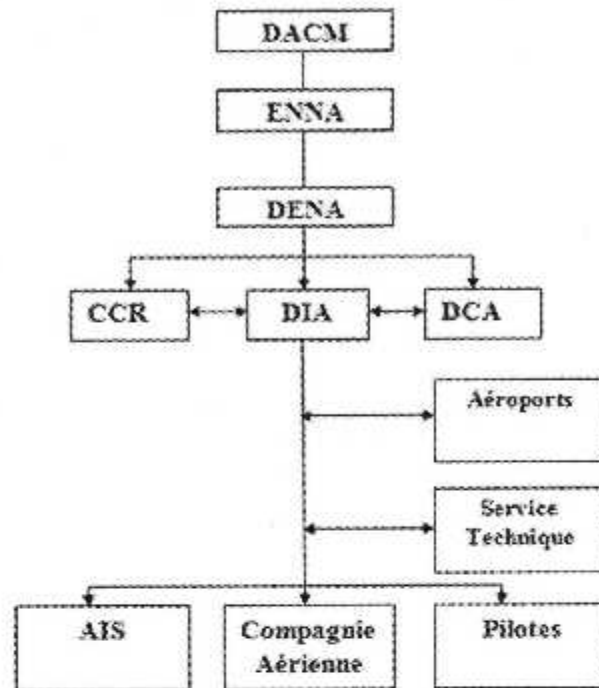 DACM
ENNA
DENA
CCR
DIA
DCA
Aéroports
Service
Technique
AIS
Compagnie
Aérienne
Pilotes